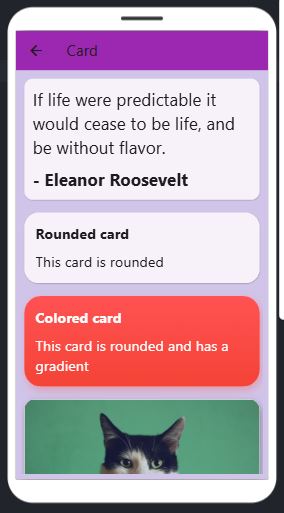 Card
If life were predictable it
would cease to be life, and
be without flavor.
- Eleanor Roosevelt
Rounded card
This card is rounded
Colored card
This card is rounded and has a
gradient